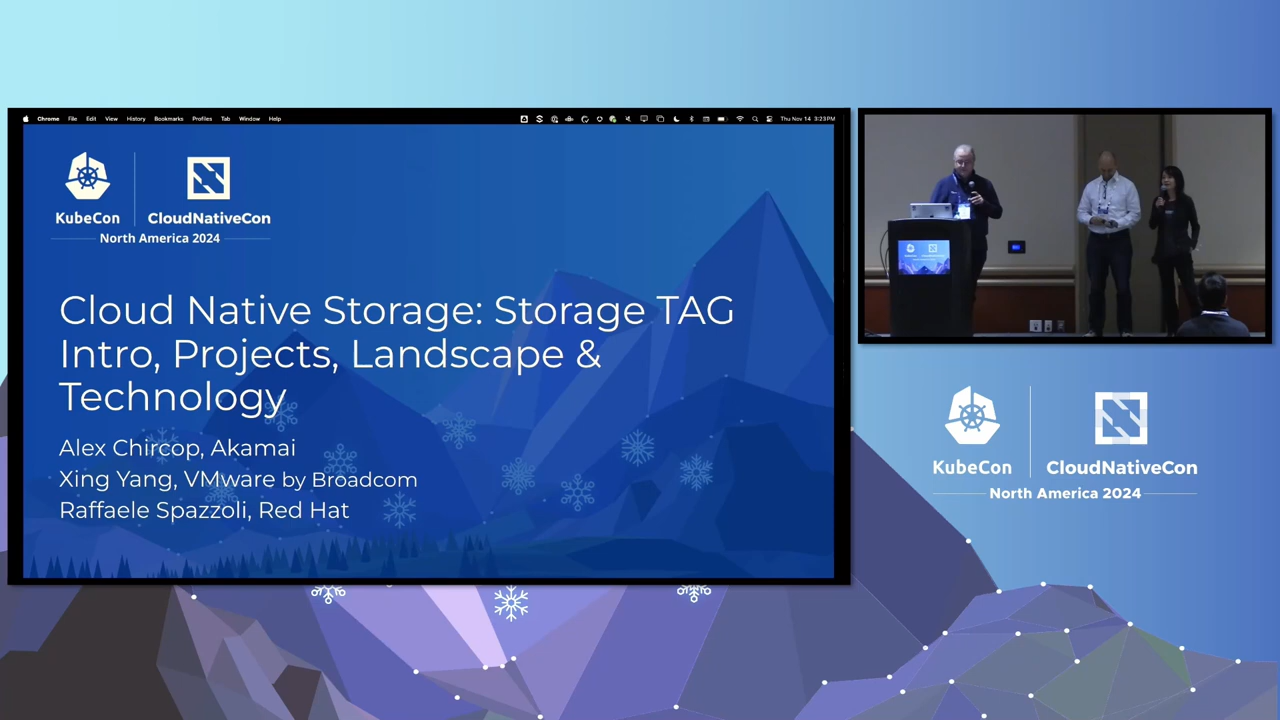 Chrome File Edit View History Bookmarks Profiles Tab Window Help
Thu Nov 14 3:23 PM
KubeCon
CloudNativeCon
North America 2024
Cloud Native Storage: Storage TAG
Intro, Projects, Landscape &
Technology
Alex Chircop, Akamai
Xing Yang, VMware by Broadcom
Raffaele Spazzoli, Red Hat
KubeCon
CloudNativeCon
North America 2024